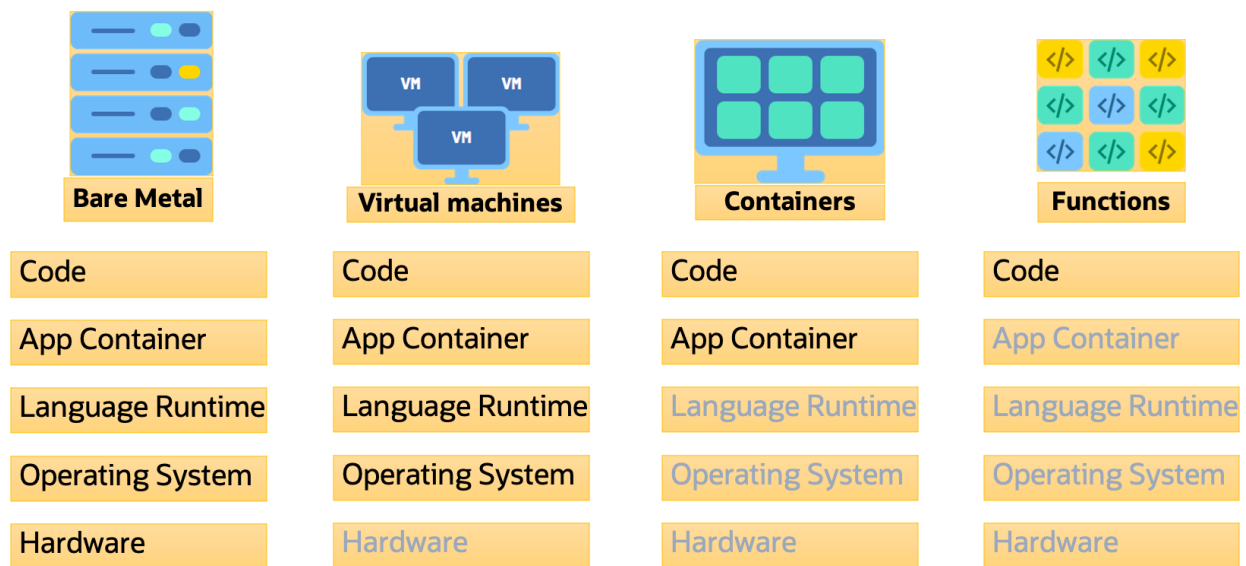 VM
VM
VM
</>
</>
</>
</>
</>
</>
</>
</>
</>
Bare Metal
Virtual machines
Containers
Functions
Code
Code
Code
Code
App Container
App Container
App Container
App Container
Language Runtime
Language Runtime
Language Runtime
Language Runtime
Operating System
Operating System
Operating System
Operating System
Hardware
Hardware
Hardware
Hardware